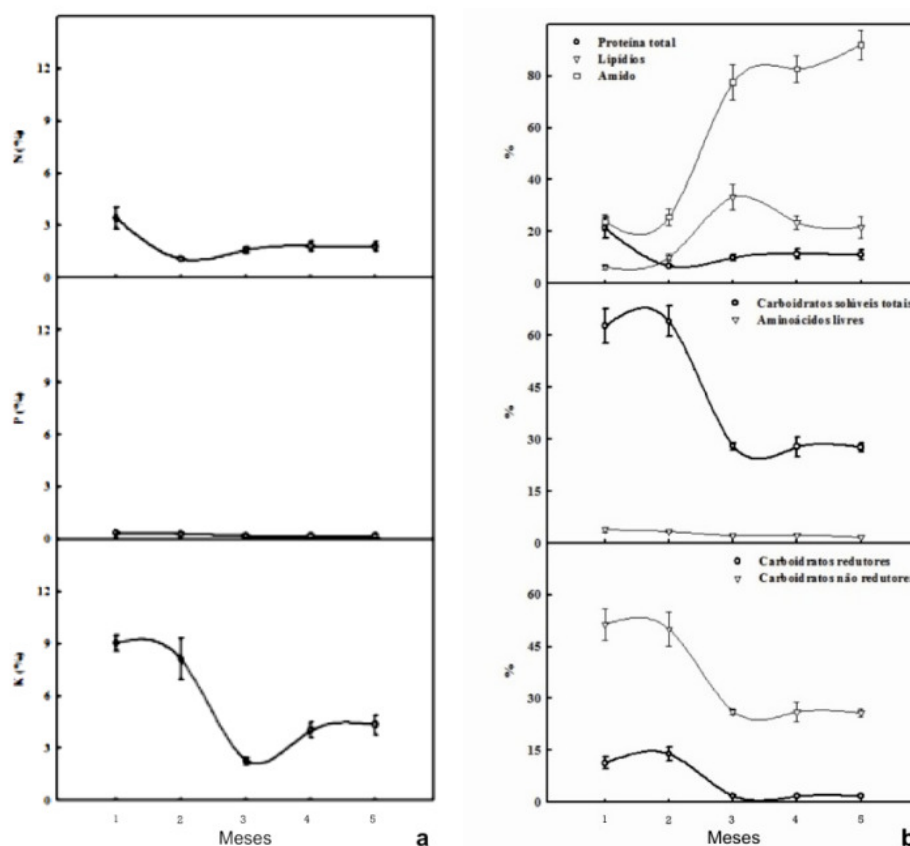 12
9
6
3
0
N (%)
12
9
6
3
0
P (%)
12
9
6
3
0
K (%)
1 2 3 4 5
Meses
a
Proteína total
Lipídios
Amido
80
60
40
20
0
%
Carboidratos solúveis totais
Aminoácidos livres
60
45
30
15
0
%
Carboidratos redutores
Carboidratos não redutores
60
45
30
15
0
%
1 2 3 4 5
Meses
b